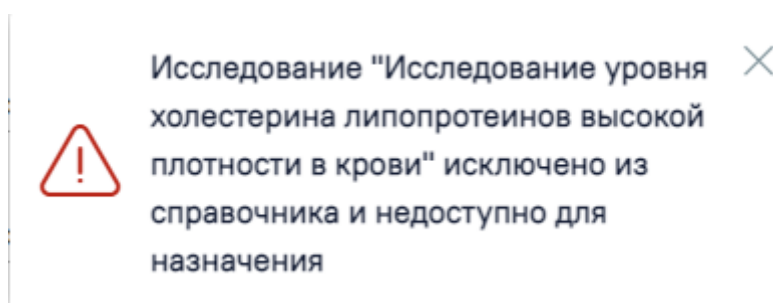 Исследование "Исследование уровня
холестерина липопротеинов высокой
плотности в крови" исключено из
справочника и недоступно для
назначения